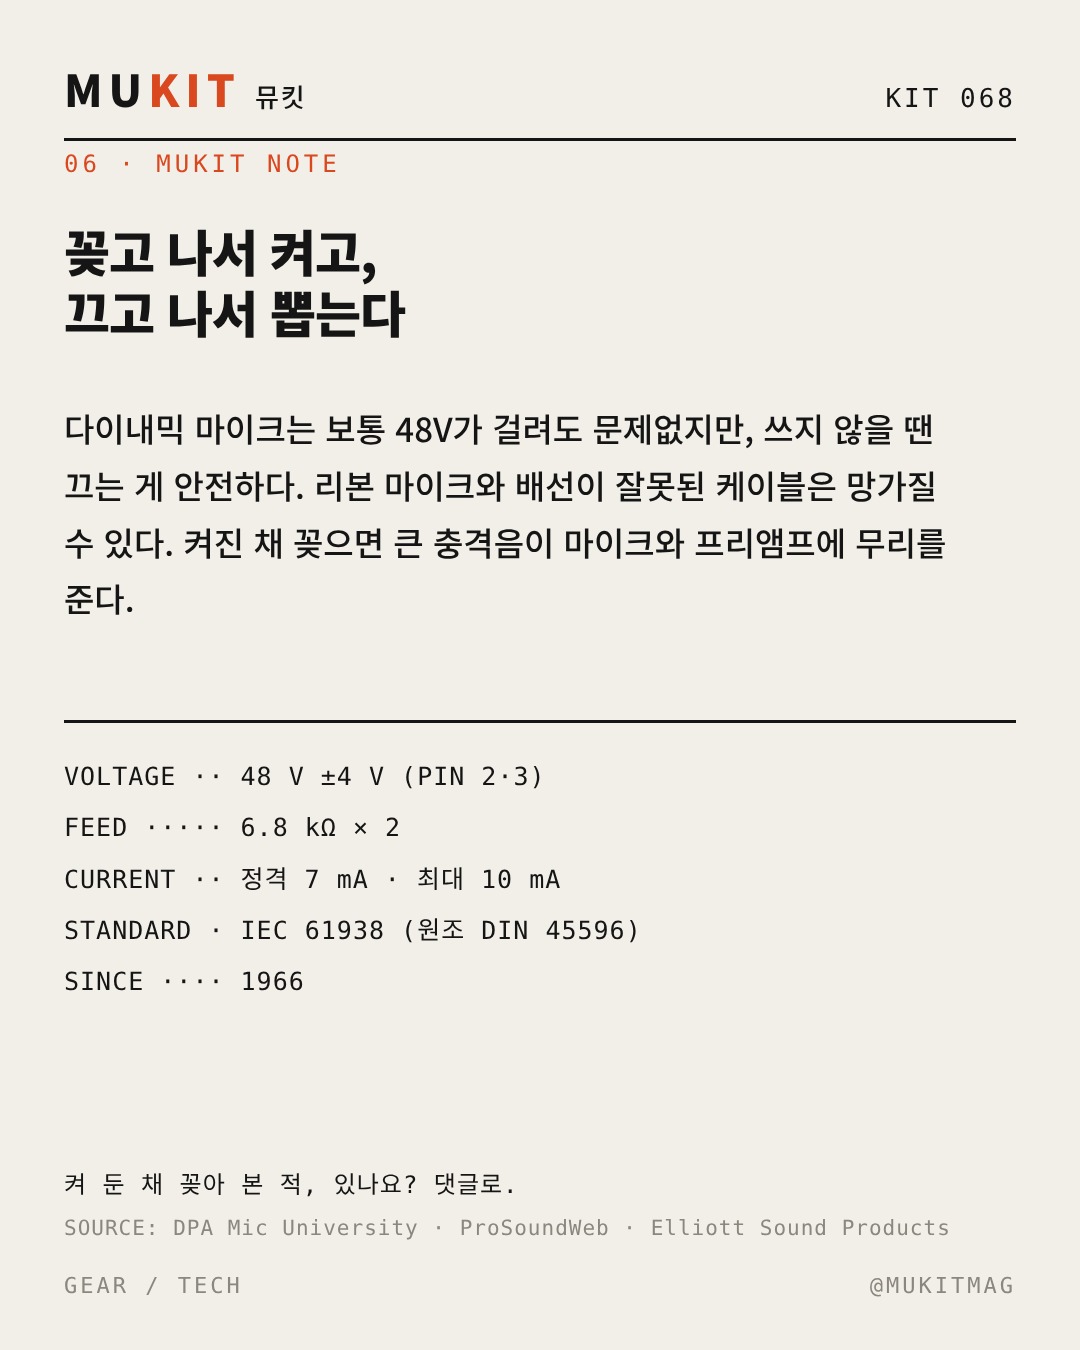 MUKIT 뮤킷
KIT 068
06 · MUKIT NOTE
꽂고 나서 켜고,
끄고 나서 뽑는다
다이내믹 마이크는 보통 48V가 걸려도 문제없지만, 쓰지 않을 땐
끄는 게 안전하다. 리본 마이크와 배선이 잘못된 케이블은 망가질
수 있다. 켜진 채 꽂으면 큰 충격음이 마이크와 프리앰프에 무리를
준다.
VOLTAGE ·· 48 V ±4 V (PIN 2·3)
FEED ····· 6.8 kΩ × 2
CURRENT ·· 정격 7 mA · 최대 10 mA
STANDARD · IEC 61938 (원조 DIN 45596)
SINCE ···· 1966
켜 둔 채 꽂아 본 적, 있나요? 댓글로.
SOURCE: DPA Mic University · ProSoundWeb · Elliott Sound Products
GEAR / TECH
@MUKITMAG